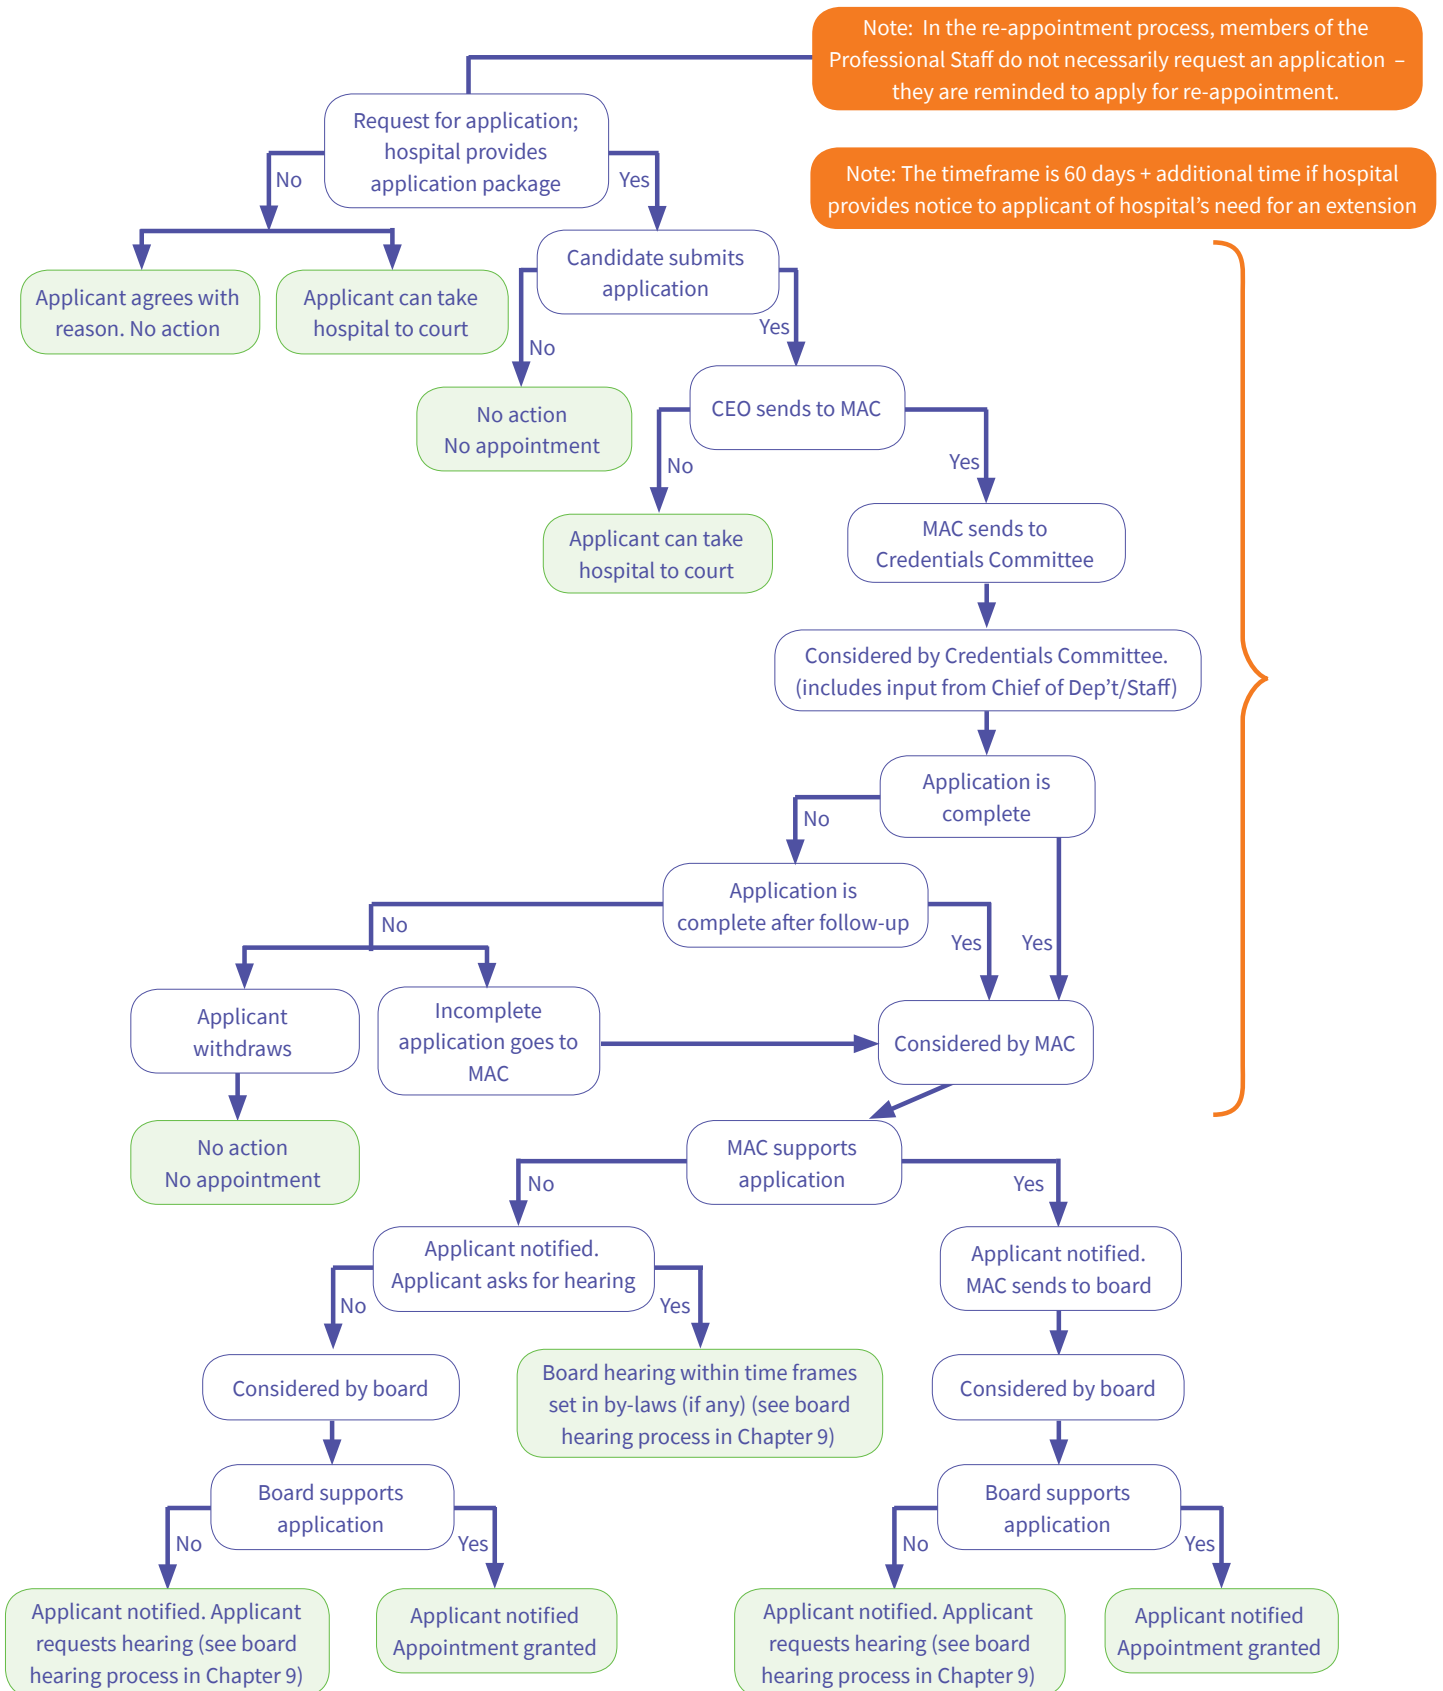 Note:  In the re-appointment process, members of the
Professional Staff do not necessarily request an application  –
they are reminded to apply for re-appointment.
Request for application;
hospital provides
application package
No
Yes
Note: The timeframe is 60 days + additional time if hospital
provides notice to applicant of hospital’s need for an extension
Applicant agrees with
reason. No action
Applicant can take
hospital to court
Candidate submits
application
No
Yes
No action
No appointment
CEO sends to MAC
No
Yes
Applicant can take
hospital to court
MAC sends to
Credentials Committee
Considered by Credentials Committee.
(includes input from Chief of Dep’t/Staff)
Application is
complete
No
Yes
Application is
complete after follow-up
No
Yes
Applicant
withdraws
Incomplete
application goes to
MAC
Considered by MAC
No action
No appointment
MAC supports
application
No
Yes
Applicant notified.
Applicant asks for hearing
No
Yes
Applicant notified.
MAC sends to board
Considered by board
Board hearing within time frames
set in by-laws (if any) (see board
hearing process in Chapter 9)
Considered by board
Board supports
application
No
Yes
Board supports
application
No
Yes
Applicant notified. Applicant
requests hearing (see board
hearing process in Chapter 9)
Applicant notified
Appointment granted
Applicant notified. Applicant
requests hearing (see board
hearing process in Chapter 9)
Applicant notified
Appointment granted